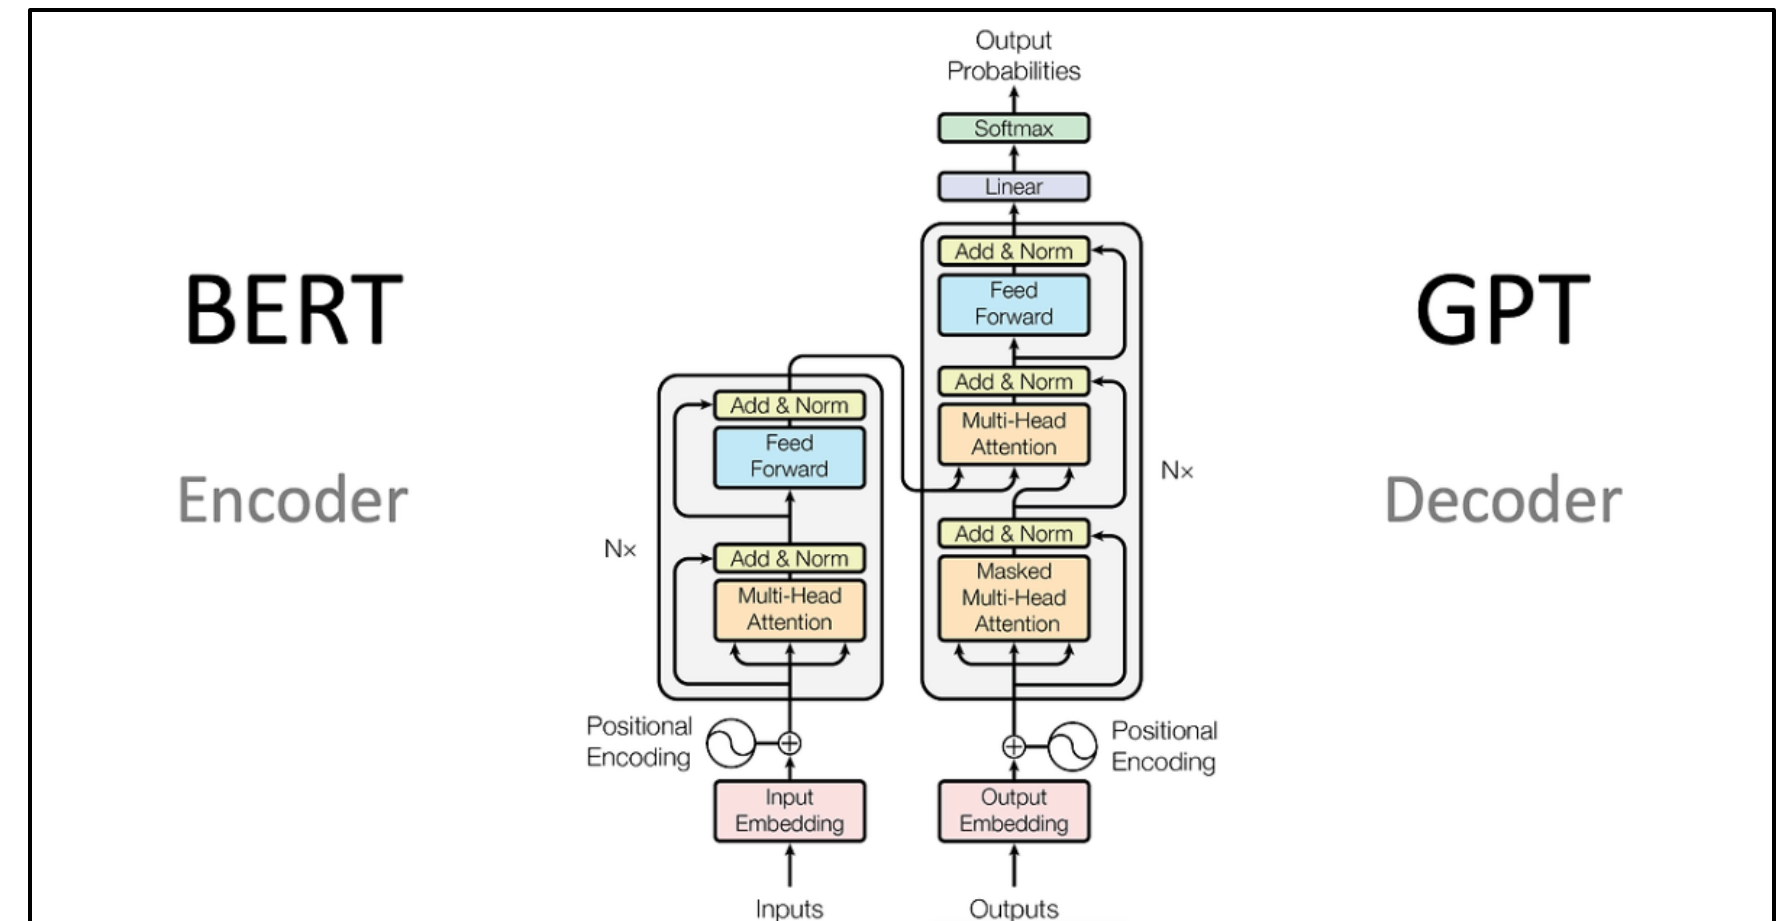 BERT
Encoder
Output
Probabilities
Softmax
Linear
Add & Norm
Feed
Forward
Add & Norm
Multi-Head
Attention
Add & Norm
Masked
Multi-Head
Attention
Nx
Positional
Encoding
Output
Embedding
Outputs
Add & Norm
Feed
Forward
Add & Norm
Multi-Head
Attention
Nx
Positional
Encoding
Input
Embedding
Inputs
GPT
Decoder